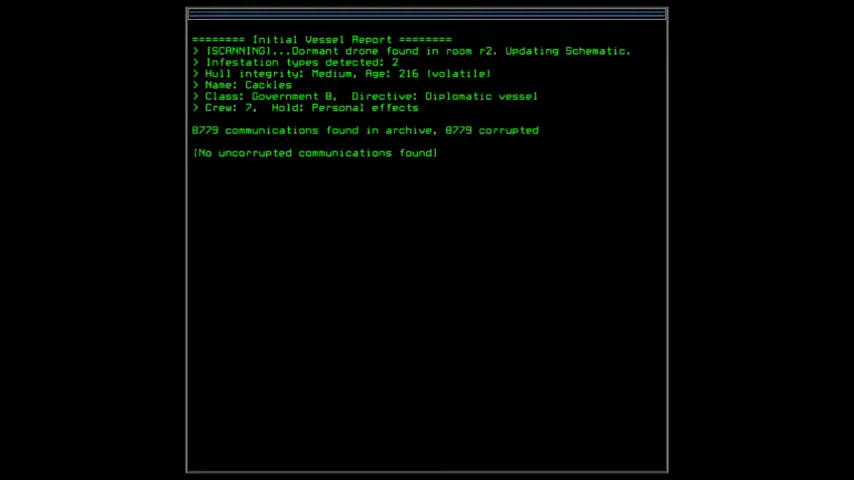 ======== Initial Vessel Report ========
> [SCANNING]...Dormant drone found in room r2. Updating Schematic.
> Infestation types detected: 2
> Hull integrity: Medium, Age: 216 (volatile)
> Name: Cackles
> Class: Government B,  Directive: Diplomatic vessel
> Crew: 7,  Hold: Personal effects
8779 communications found in archive, 8779 corrupted
[No uncorrupted communications found]